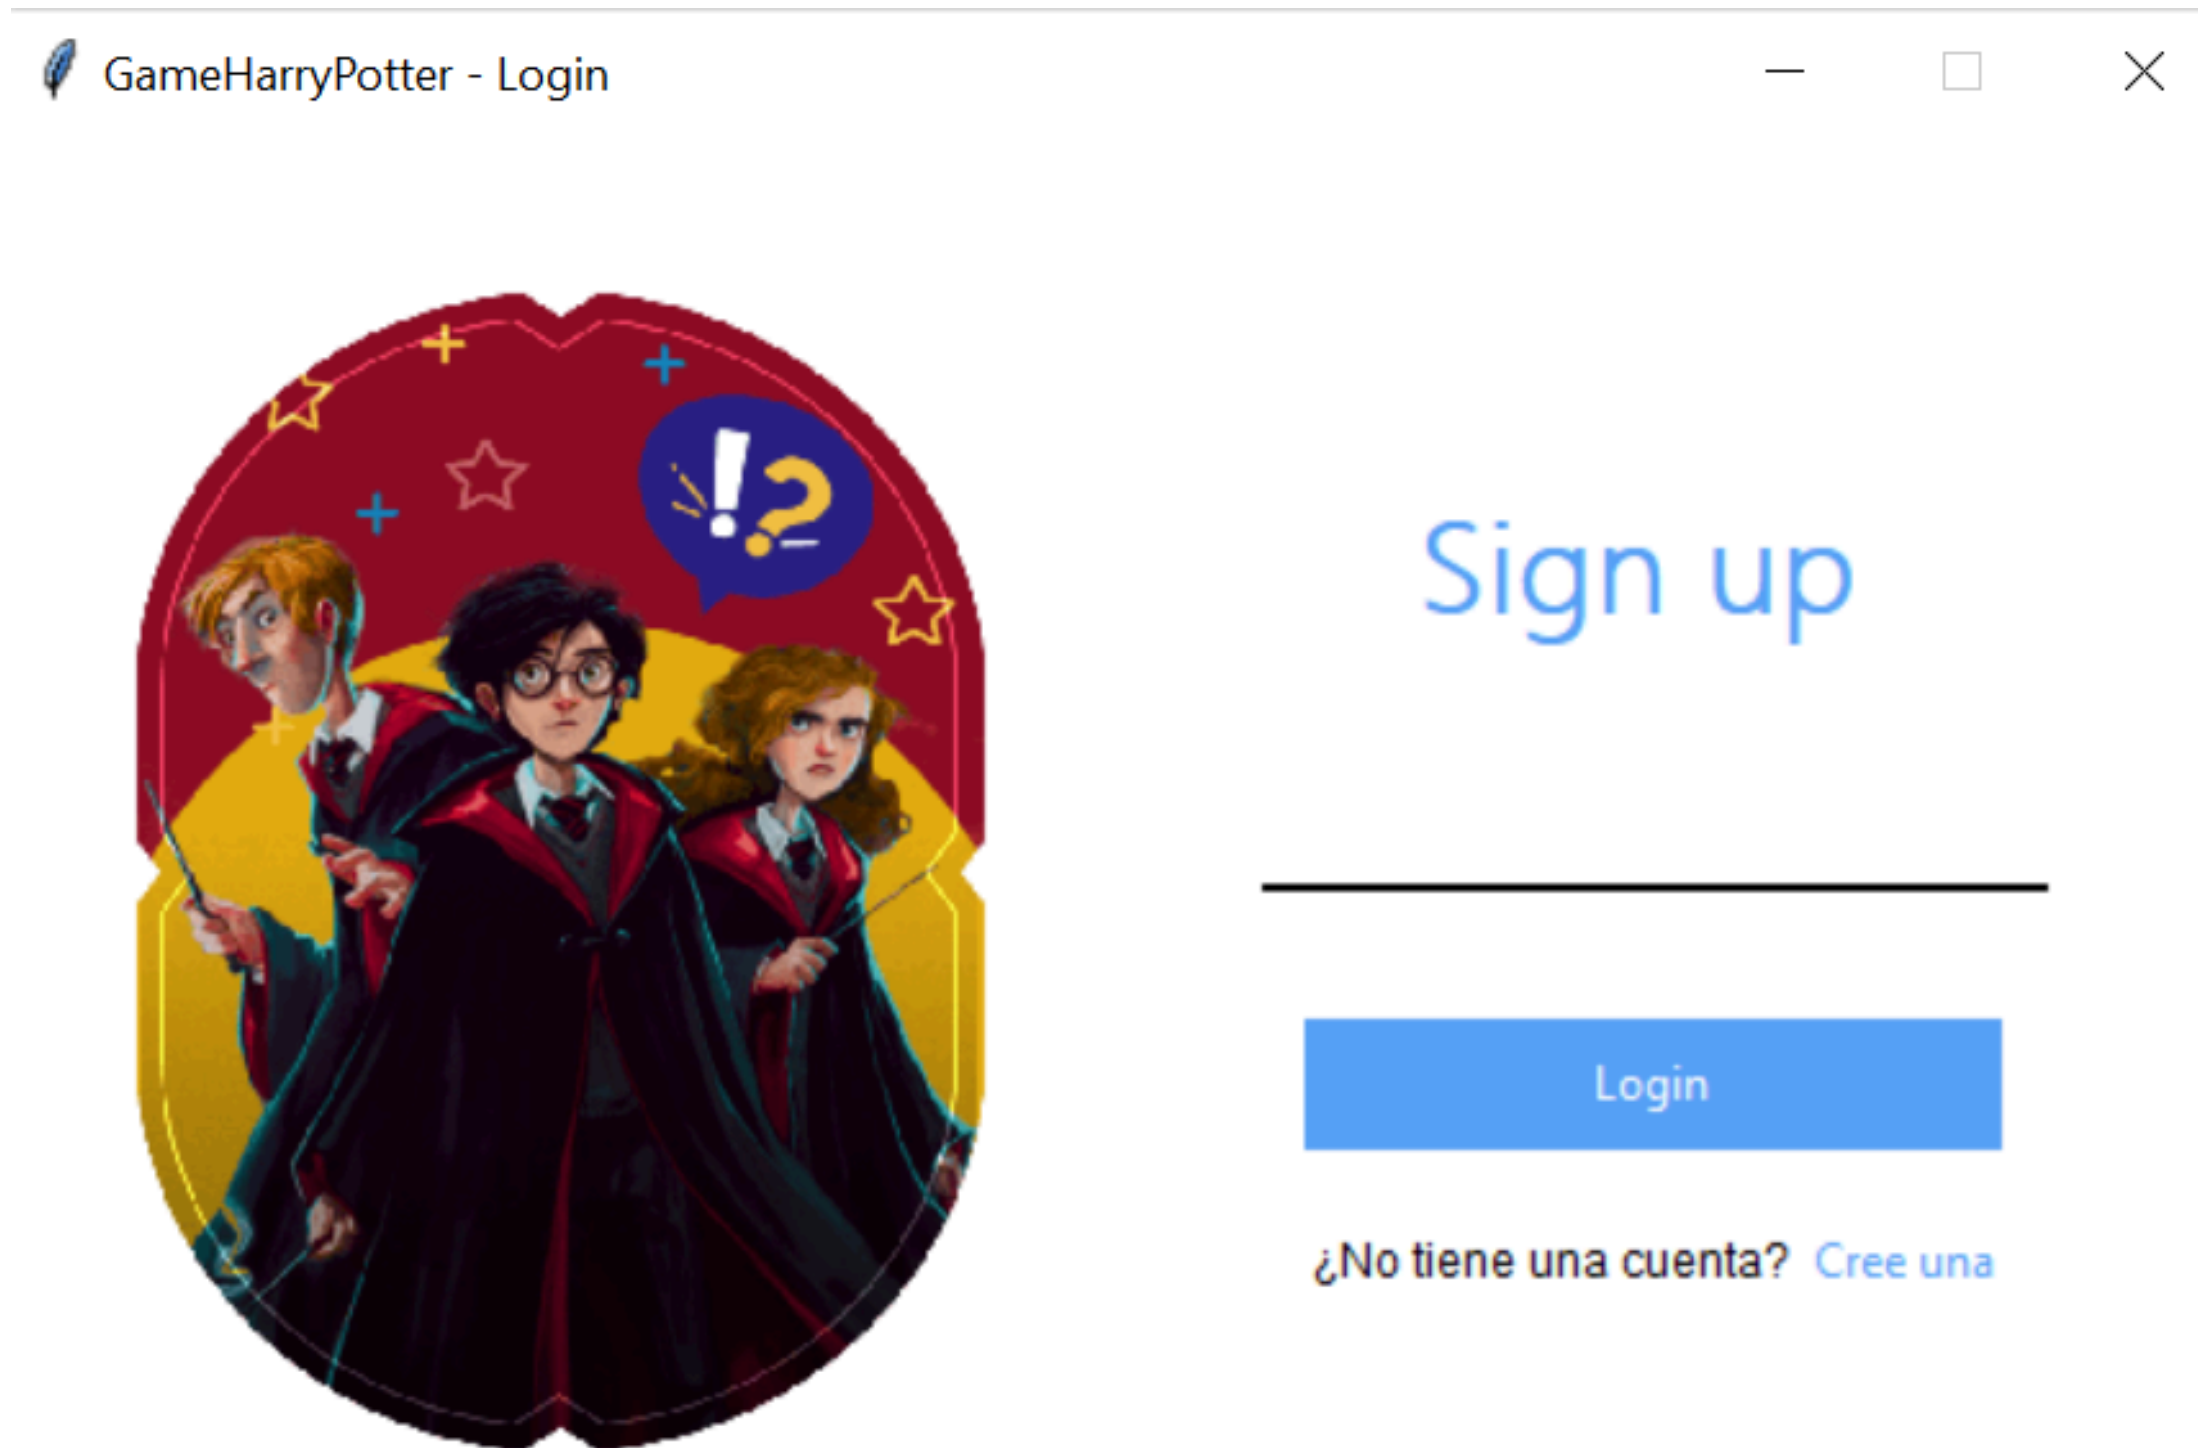 GameHarryPotter - Login
!?
Sign up
Login
¿No tiene una cuenta? Cree una